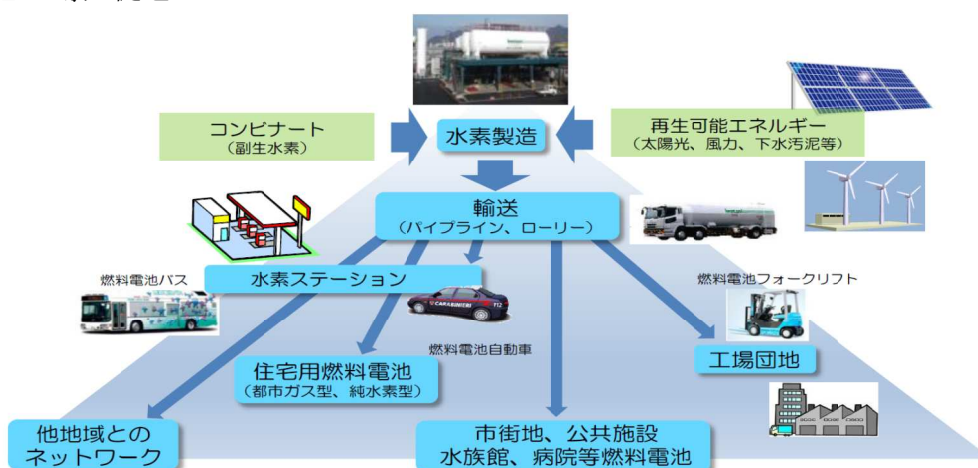 コンビナート
(副生水素)
水素製造
再生可能エネルギー
(太陽光、風力、下水汚泥等)
輸送
(パイプライン、ローリー)
水素ステーション
燃料電池バス
CARABINIERI
112
燃料電池自動車
燃料電池フォークリフト
住宅用燃料電池
(都市ガス型、純水素型)
工場団地
他地域との
ネットワーク
市街地、公共施設
水族館、病院等燃料電池